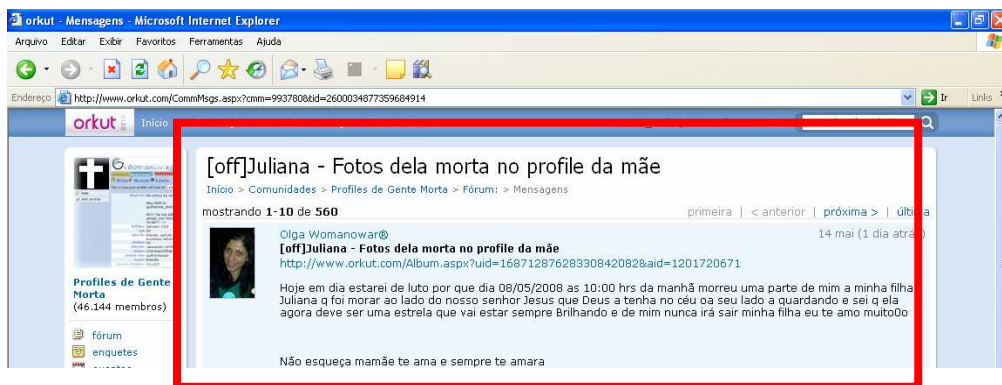 orkut - Mensagens - Microsoft Internet Explorer
Arquivo Editar Exibir Favoritos Ferramentas Ajuda
Endereço http://www.orkut.com/CommMsgs.aspx?cmm=993780&tid=2600034877359684914 Ir Links
orkut Início
[off]Juliana - Fotos dela morta no profile da mãe
Início > Comunidades > Profiles de Gente Morta > Fórum: > Mensagens
mostrando 1-10 de 560 primeira | < anterior | próxima > | última
Olga Womanowar® 14 mai (1 dia atrás)
[off]Juliana - Fotos dela morta no profile da mãe
http://www.orkut.com/Album.aspx?uid=16871287628330842082&aid=1201720671
Hoje em dia estarei de luto por que dia 08/05/2008 as 10:00 hrs da manhã morreu uma parte de mim a minha filha
Juliana q foi morar ao lado do nosso senhor Jesus que Deus a tenha no céu oa seu lado a quardando e sei q ela
agora deve ser uma estrela que vai estar sempre Brilhando e de mim nunca irá sair minha filha eu te amo muito0o
Não esqueça mamãe te ama e sempre te amara
Profiles de Gente
Morta
(46.144 membros)
fórum
enquetes